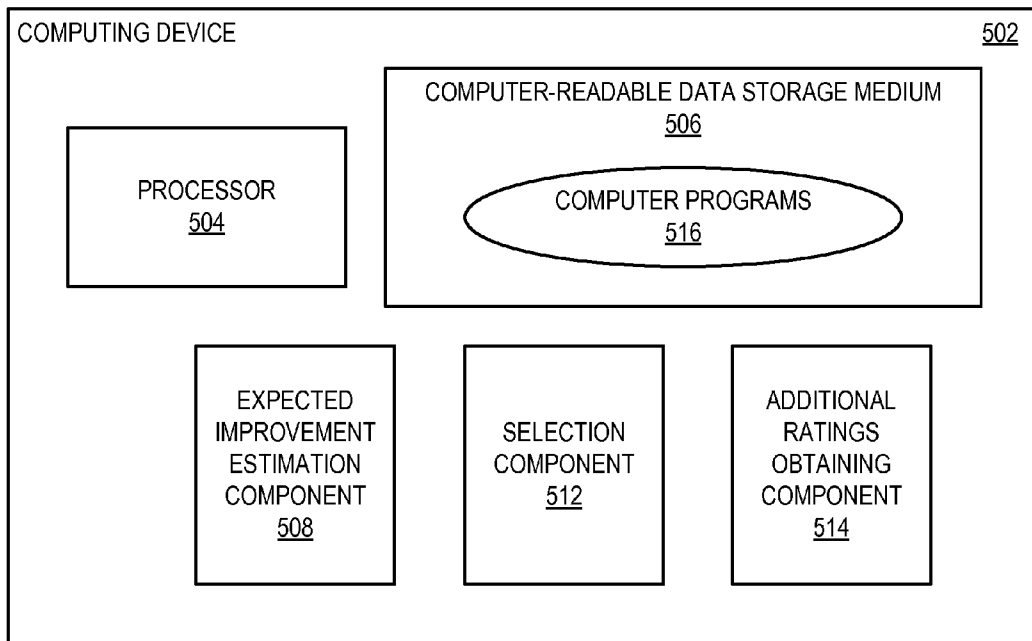 COMPUTING DEVICE
502
COMPUTER-READABLE DATA STORAGE MEDIUM
506
PROCESSOR
504
COMPUTER PROGRAMS
516
EXPECTED
IMPROVEMENT
ESTIMATION
COMPONENT
508
SELECTION
COMPONENT
512
ADDITIONAL
RATINGS
OBTAINING
COMPONENT
514